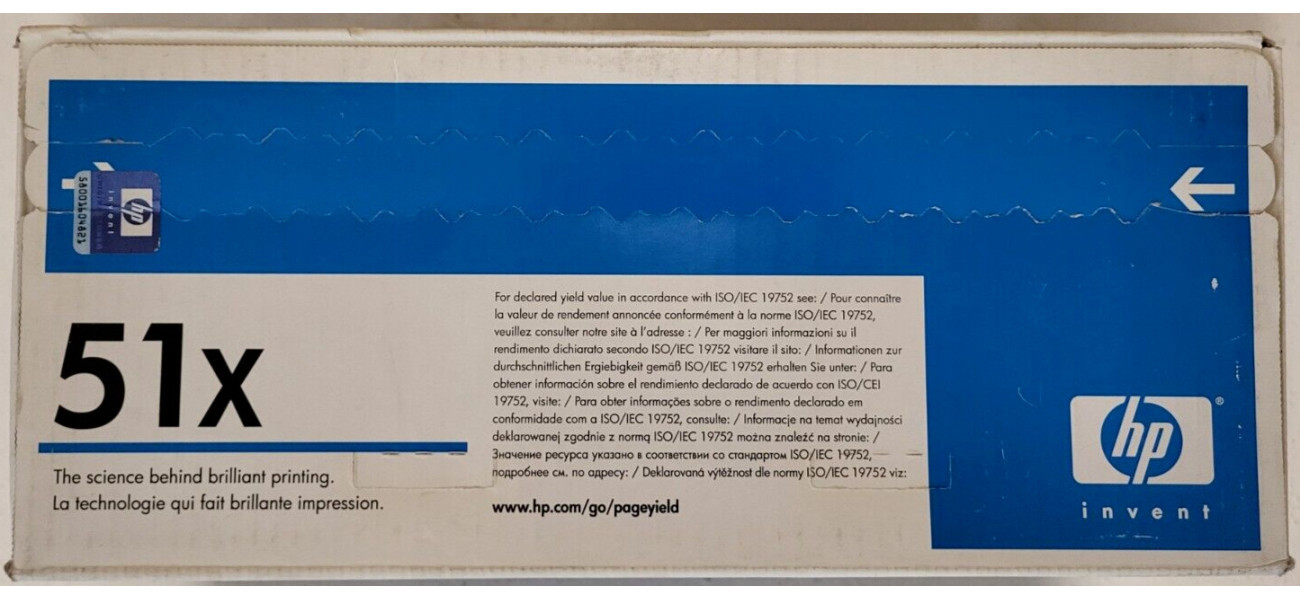 hp
invent
51x
The science behind brilliant printing.
La technologie qui fait brillante impression.
For declared yield value in accordance with ISO/IEC 19752 see: / Pour connaître
la valeur de rendement annoncée conformément à la norme ISO/IEC 19752,
veuillez consulter notre site à l'adresse : / Per maggiori informazioni su il
rendimento dichiarato secondo ISO/IEC 19752 visitare il sito: / Informationen zur
durchschnittlichen Ergiebigkeit gemäß ISO/IEC 19752 erhalten Sie unter: / Para
obtener información sobre el rendimiento declarado de acuerdo con ISO/CEI
19752, visite: / Para obter informações sobre o rendimento declarado em
conformidade com a ISO/IEC 19752, consulte: / Informacje na temat wydajności
deklarowanej zgodnie z normą ISO/IEC 19752 można znaleźć na stronie: /
Значение ресурса указано в соответствии со стандартом ISO/IEC 19752,
подробнее см. по адресу: / Deklarovaná výtěžnost dle normy ISO/IEC 19752 viz:
www.hp.com/go/pageyield
hp®
invent